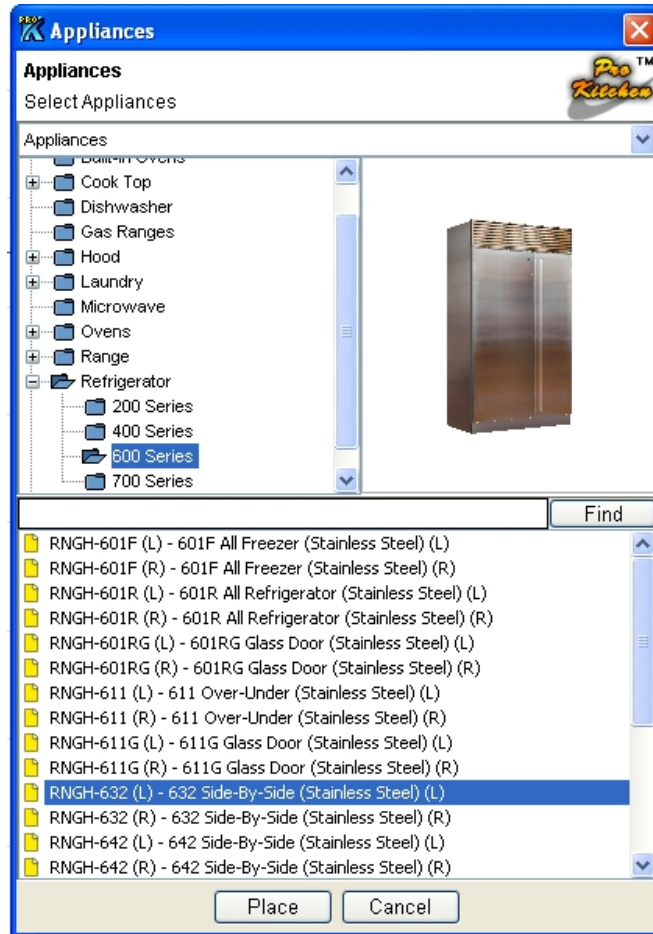 PRO
Appliances
Appliances
Select Appliances
Pro
Kitchen
TM
Appliances
Built-in Ovens
Cook Top
Dishwasher
Gas Ranges
Hood
Laundry
Microwave
Ovens
Range
Refrigerator
200 Series
400 Series
600 Series
700 Series
Find
RNGH-601F (L) - 601F All Freezer (Stainless Steel) (L)
RNGH-601F (R) - 601F All Freezer (Stainless Steel) (R)
RNGH-601R (L) - 601R All Refrigerator (Stainless Steel) (L)
RNGH-601R (R) - 601R All Refrigerator (Stainless Steel) (R)
RNGH-601RG (L) - 601RG Glass Door (Stainless Steel) (L)
RNGH-601RG (R) - 601RG Glass Door (Stainless Steel) (R)
RNGH-611 (L) - 611 Over-Under (Stainless Steel) (L)
RNGH-611 (R) - 611 Over-Under (Stainless Steel) (R)
RNGH-611G (L) - 611G Glass Door (Stainless Steel) (L)
RNGH-611G (R) - 611G Glass Door (Stainless Steel) (R)
RNGH-632 (L) - 632 Side-By-Side (Stainless Steel) (L)
RNGH-632 (R) - 632 Side-By-Side (Stainless Steel) (R)
RNGH-642 (L) - 642 Side-By-Side (Stainless Steel) (L)
RNGH-642 (R) - 642 Side-By-Side (Stainless Steel) (R)
Place
Cancel